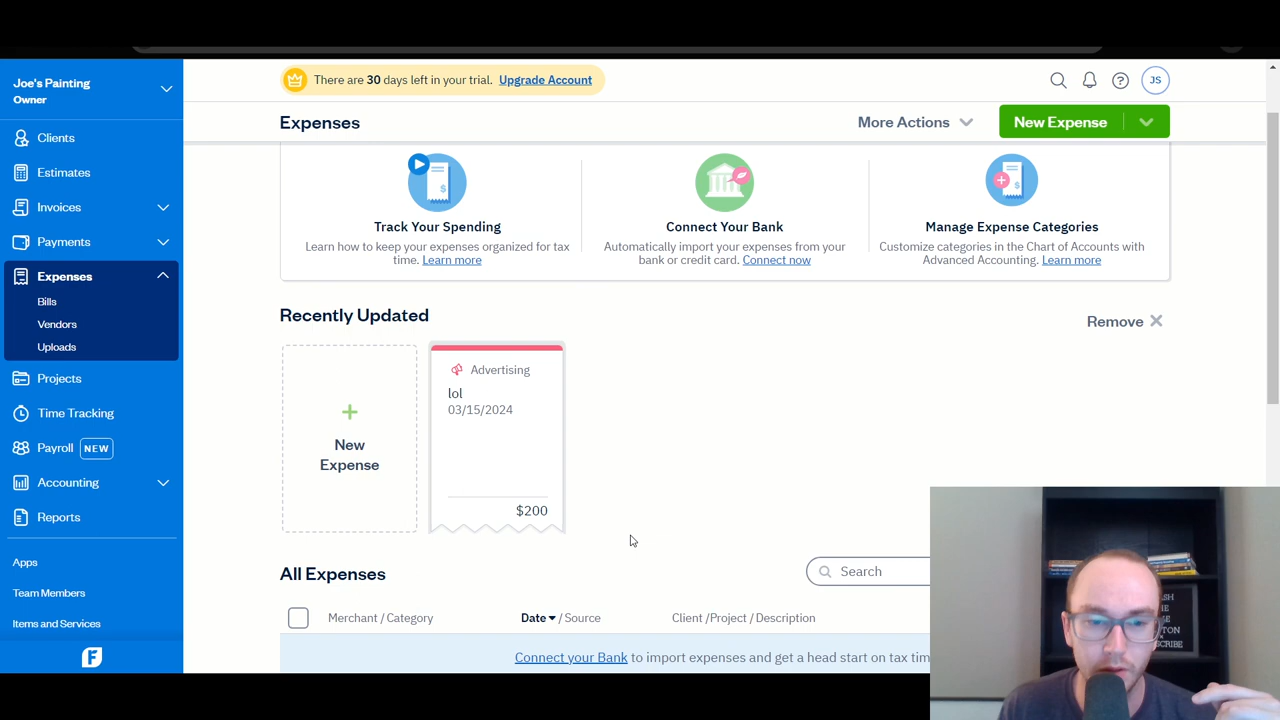 Joe's Painting
Owner
Clients
Estimates
Invoices
Payments
Expenses
Bills
Vendors
Uploads
Projects
Time Tracking
Payroll NEW
Accounting
Reports
Apps
Team Members
Items and Services
F
There are 30 days left in your trial. Upgrade Account
JS
Expenses
More Actions
New Expense
$
Track Your Spending
Learn how to keep your expenses organized for tax
time. Learn more
Connect Your Bank
Automatically import your expenses from your
bank or credit card. Connect now
$
Manage Expense Categories
Customize categories in the Chart of Accounts with
Advanced Accounting. Learn more
Recently Updated
Remove
New
Expense
Advertising
lol
03/15/2024
$200
All Expenses
Search
Merchant / Category
Date / Source
Client / Project / Description
Connect your Bank to import expenses and get a head start on tax tim